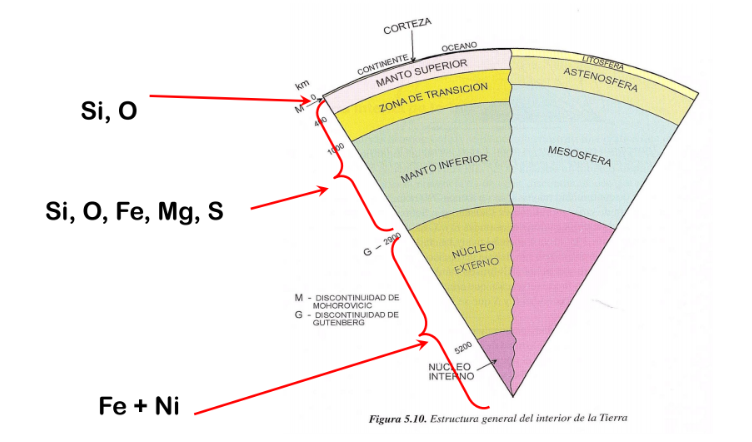 CORTEZA
CONTINENTE
OCEANO
LITOSFERA
MANTO SUPERIOR
ASTENOSFERA
km
0
M
ZONA DE TRANSICION
Si, O
400
1000
MANTO INFERIOR
MESOSFERA
Si, O, Fe, Mg, S
G - 2900
NUCLEO
EXTERNO
M - DISCONTINUIDAD DE
MOHOROVICIC
G - DISCONTINUIDAD DE
GUTENBERG
5200
NUCLEO
INTERNO
Fe + Ni
Figura 5.10. Estructura general del interior de la Tierra